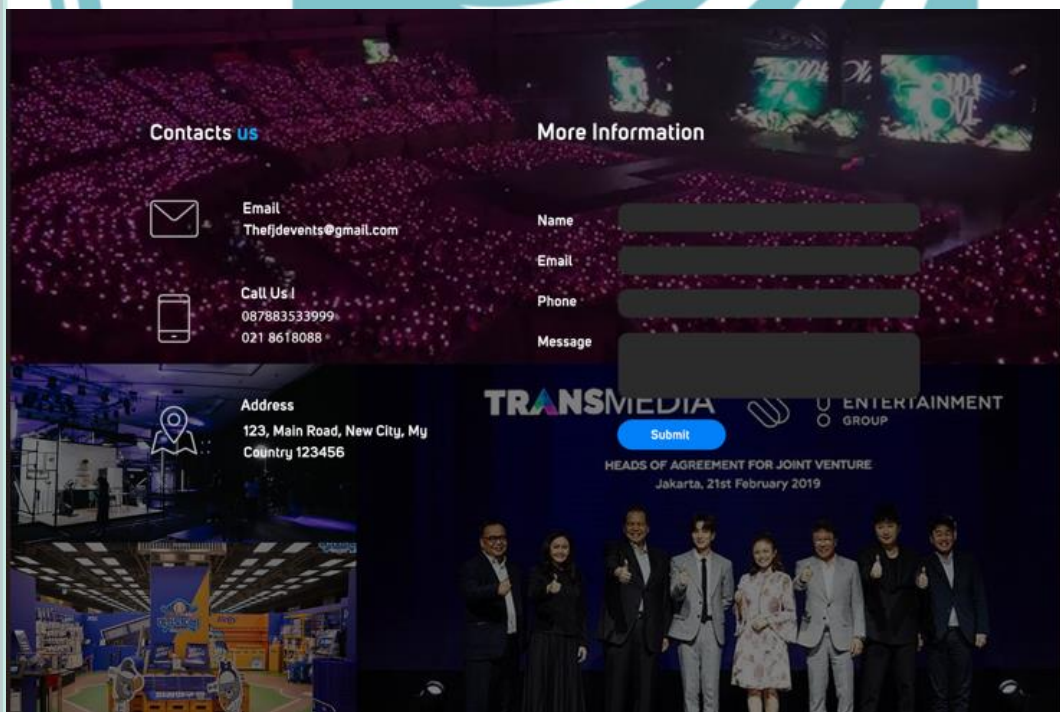 Contacts us
Email
Thefjdevents@gmail.com
Call Us !
087883533999
021 8618088
Address
123, Main Road, New City, My
Country 123456
More Information
Name
Email
Phone
Message
Submit
TRANSMEDIA
ENTERTAINMENT
GROUP
HEADS OF AGREEMENT FOR JOINT VENTURE
Jakarta, 21st February 2019